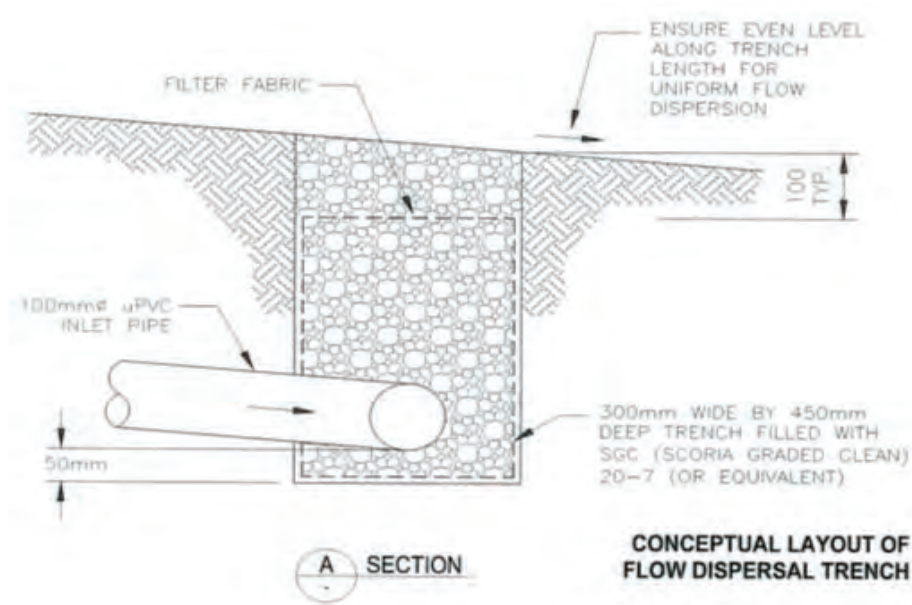 ENSURE EVEN LEVEL
ALONG TRENCH
LENGTH FOR
UNIFORM FLOW
DISPERSION
FILTER FABRIC
100
TYP.
100mmø uPVC
INLET PIPE
300mm WIDE BY 450mm
DEEP TRENCH FILLED WITH
SGC (SCORIA GRADED CLEAN)
20-7 (OR EQUIVALENT)
50mm
A SECTION
-
CONCEPTUAL LAYOUT OF
FLOW DISPERSAL TRENCH